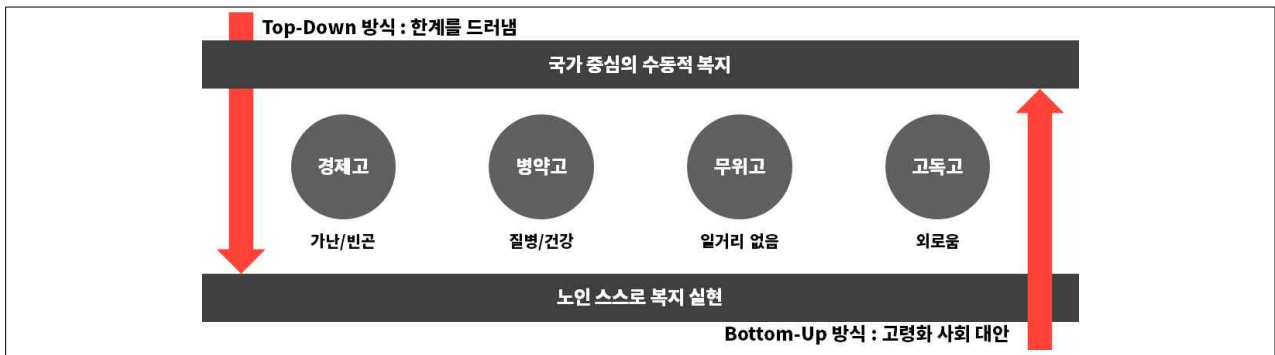 Top-Down 방식 : 한계를 드러냄
국가 중심의 수동적 복지
경제고
병약고
무위고
고독고
가난/빈곤
질병/건강
일거리 없음
외로움
노인 스스로 복지 실현
Bottom-Up 방식 : 고령화 사회 대안